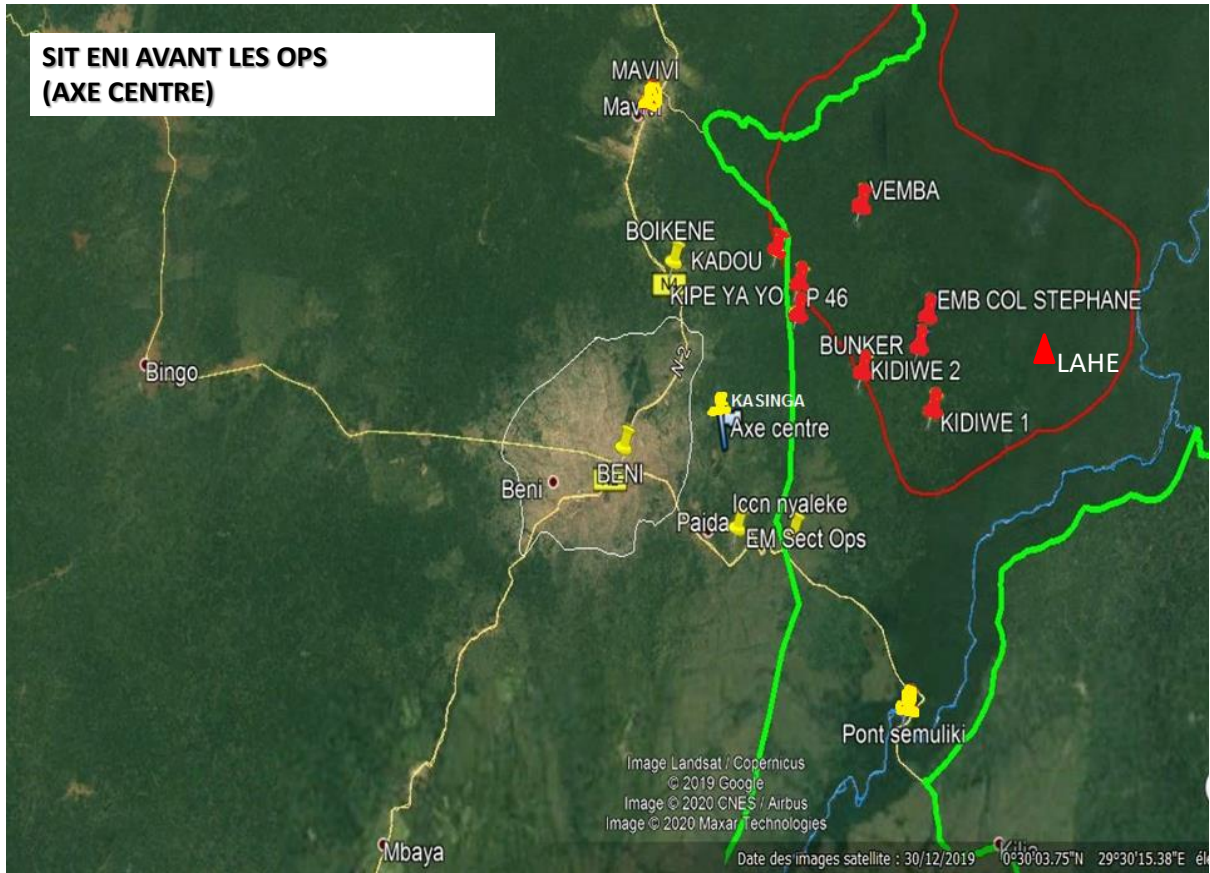 SIT ENI AVANT LES OPS
(AXE CENTRE)
MAVIVI
VEMBA
BOIKENE
KADOU
KIPE YA YO
P 46
EMB COL STEPHANE
BUNKER
LAHE
KIDIWE 2
Bingo
N-2
KASINGA
KIDIWE 1
Axe centre
BENI
Beni
Iccn nyaleke
Paida
EM Sect Ops
Pont semuliki
Image Landsat / Copernicus
© 2019 Google
Image © 2020 CNES / Airbus
Image © 2020 Maxar Technologies
Mbaya
Date des images satellite : 30/12/2019 0°30'03.75"N 29°30'15.38"E